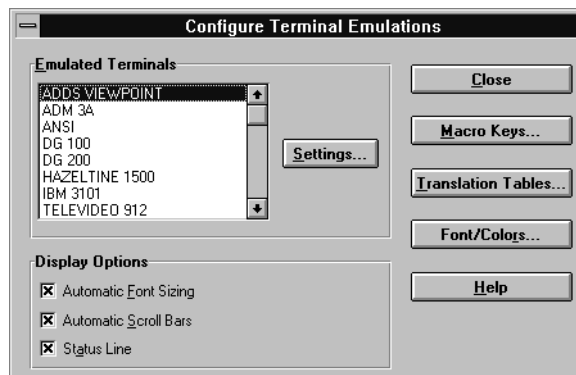 Configure Terminal Emulations
Emulated Terminals
ADDS VIEWPOINT
ADM 3A
ANSI
DG 100
DG 200
HAZELTINE 1500
IBM 3101
TELEVIDEO 912
Settings...
Close
Macro Keys...
Translation Tables...
Font/Colors...
Help
Display Options
Automatic Font Sizing
Automatic Scroll Bars
Status Line